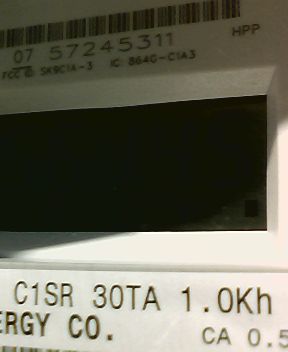 07 57245311
HPP
FCC ID: SK9C1A-3 IC: 864G-C1A3
C1SR 30TA 1.0Kh
ERGY CO.
CA 0.5